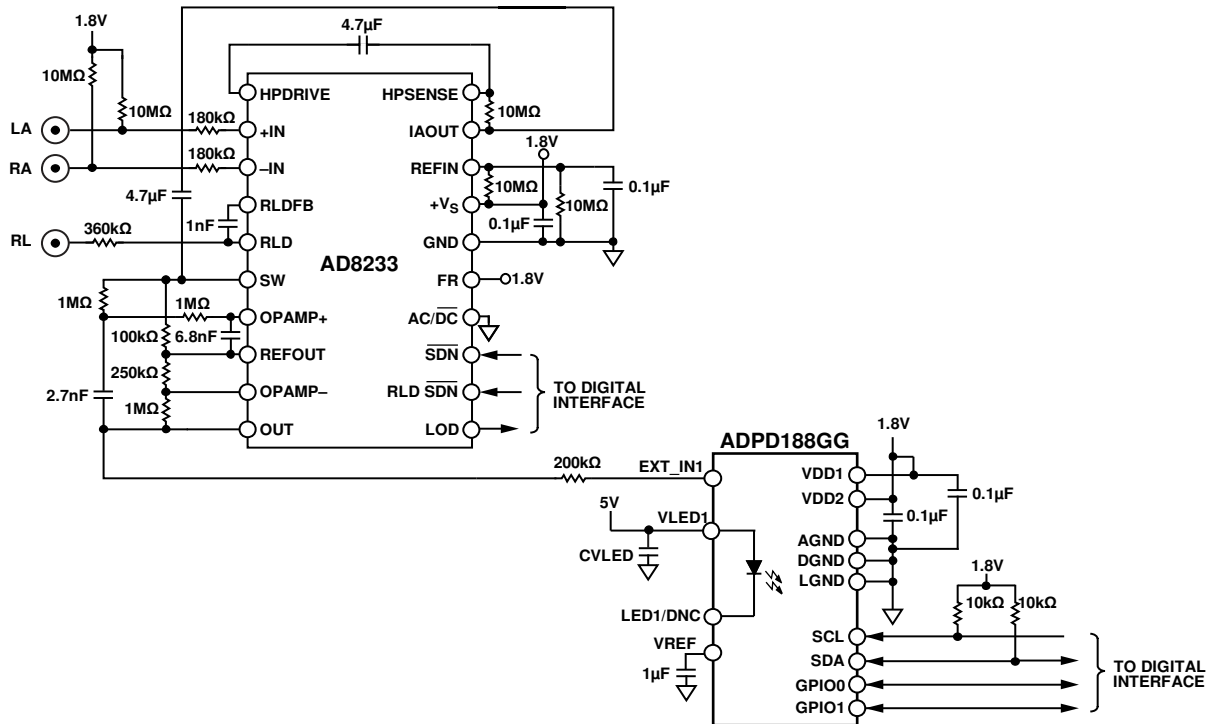 1.8V
10MΩ
10MΩ
LA
RA
RL
180kΩ
180kΩ
4.7µF
1nF
360kΩ
4.7µF
AD8233
HPDRIVE
+IN
–IN
RLDFB
RLD
SW
OPAMP+
REFOUT
OPAMP–
OUT
HPSENSE
IAOUT
REFIN
+VS
GND
FR
AC/D̅C̅
S̅D̅N̅
RLD S̅D̅N̅
LOD
10MΩ
1.8V
10MΩ
0.1µF
10MΩ
0.1µF
1.8V
1MΩ
1MΩ
100kΩ
6.8nF
250kΩ
1MΩ
2.7nF
TO DIGITAL
INTERFACE
ADPD188GG
200kΩ
EXT_IN1
5V
VLED1
CVLED
LED1/DNC
VREF
1µF
VDD1
VDD2
AGND
DGND
LGND
SCL
SDA
GPIO0
GPIO1
1.8V
0.1µF
0.1µF
1.8V
10kΩ
10kΩ
TO DIGITAL
INTERFACE